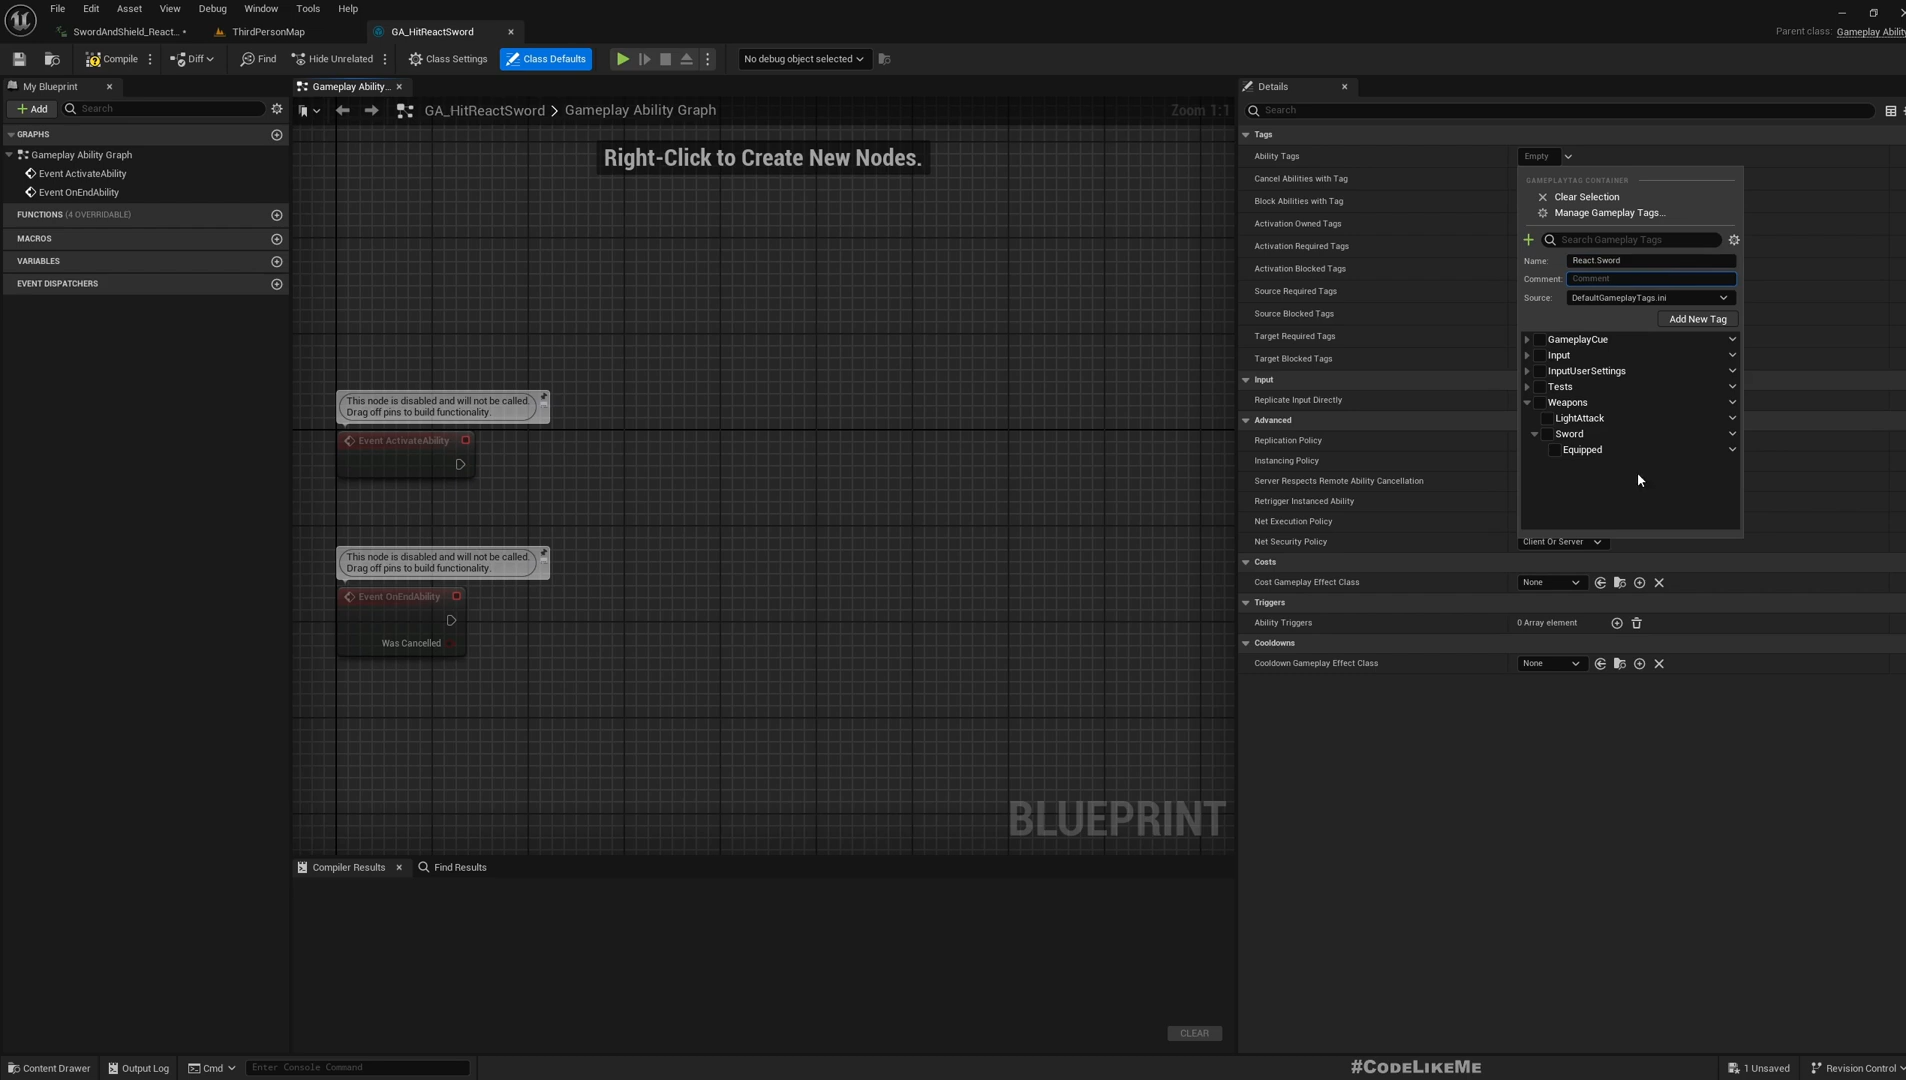 File Edit Asset View Debug Window Tools Help
SwordAndShield_React... • ThirdPersonMap GA_HitReactSword
Parent class: Gameplay Ability
Compile Diff Find Hide Unrelated Class Settings Class Defaults No debug object selected
My Blueprint
Gameplay Ability...
Details
Add Search
GA_HitReactSword > Gameplay Ability Graph
Zoom 1:1
Search
GRAPHS
Gameplay Ability Graph
Event ActivateAbility
Event OnEndAbility
FUNCTIONS (4 OVERRIDABLE)
MACROS
VARIABLES
EVENT DISPATCHERS
Right-Click to Create New Nodes.
This node is disabled and will not be called.
Drag off pins to build functionality.
Event ActivateAbility
This node is disabled and will not be called.
Drag off pins to build functionality.
Event OnEndAbility
Was Cancelled
BLUEPRINT
Compiler Results Find Results
CLEAR
Tags
Ability Tags Empty
Cancel Abilities with Tag
Block Abilities with Tag
Activation Owned Tags
Activation Required Tags
Activation Blocked Tags
Source Required Tags
Source Blocked Tags
Target Required Tags
Target Blocked Tags
Input
Replicate Input Directly
Advanced
Replication Policy
Instancing Policy
Server Respects Remote Ability Cancellation
Retrigger Instanced Ability
Net Execution Policy
Net Security Policy Client Or Server
Costs
Cost Gameplay Effect Class None
Triggers
Ability Triggers 0 Array element
Cooldowns
Cooldown Gameplay Effect Class None
GAMEPLAYTAG CONTAINER
Clear Selection
Manage Gameplay Tags...
Search Gameplay Tags
Name: React.Sword
Comment: Comment
Source: DefaultGameplayTags.ini
Add New Tag
GameplayCue
Input
InputUserSettings
Tests
Weapons
LightAttack
Sword
Equipped
Content Drawer Output Log Cmd Enter Console Command
#CODELIKEME
1 Unsaved Revision Control